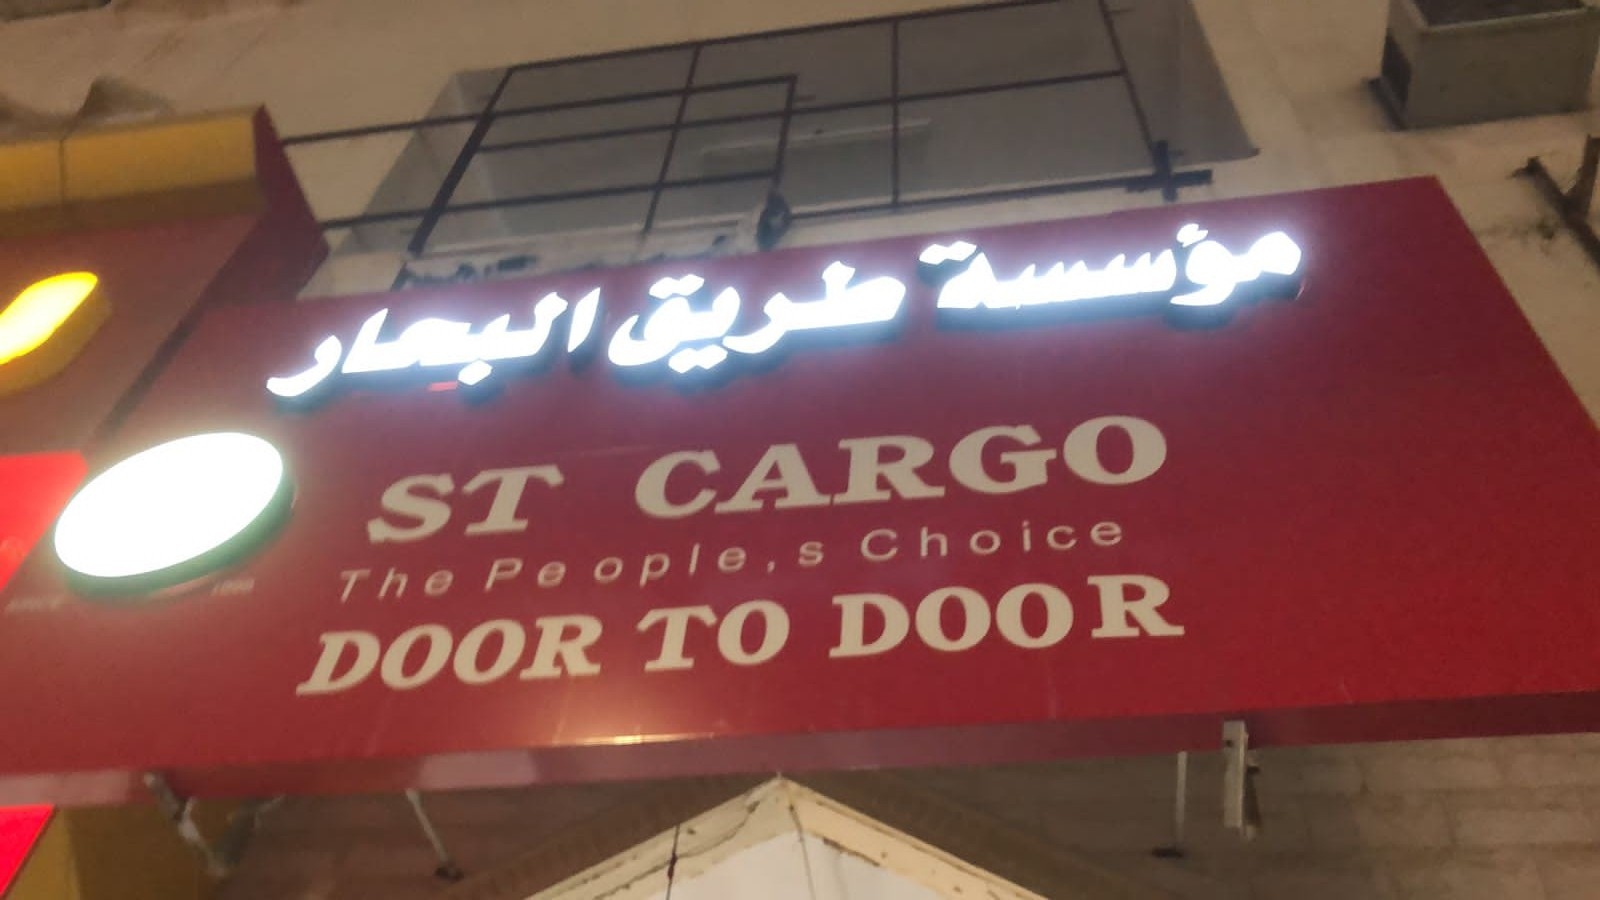 مؤسسة طريق البحار
ST CARGO
The People,s Choice
DOOR TO DOOR